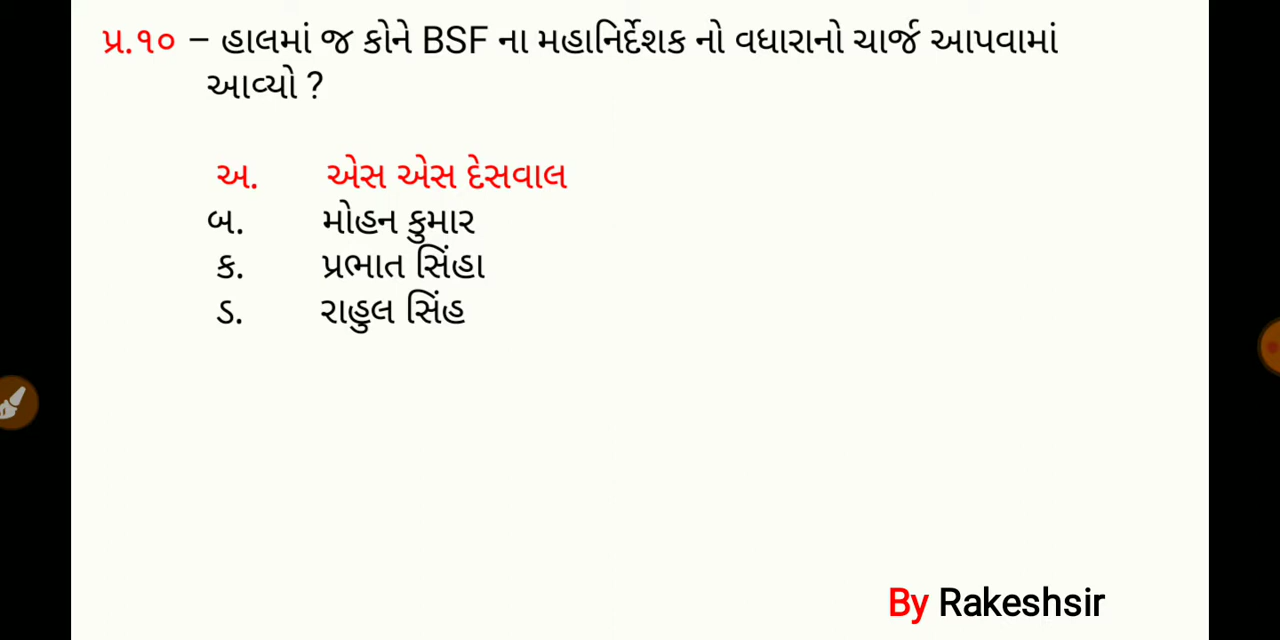 પ્ર.૧૦ – હાલમાં જ કોને BSF ના મહાનિર્દેશક નો વધારાનો ચાર્જ આપવામાં
આવ્યો ?
અ. એસ એસ દેસવાલ
બ. મોહન કુમાર
ક. પ્રભાત સિંહા
ડ. રાહુલ સિંહ
By Rakeshsir